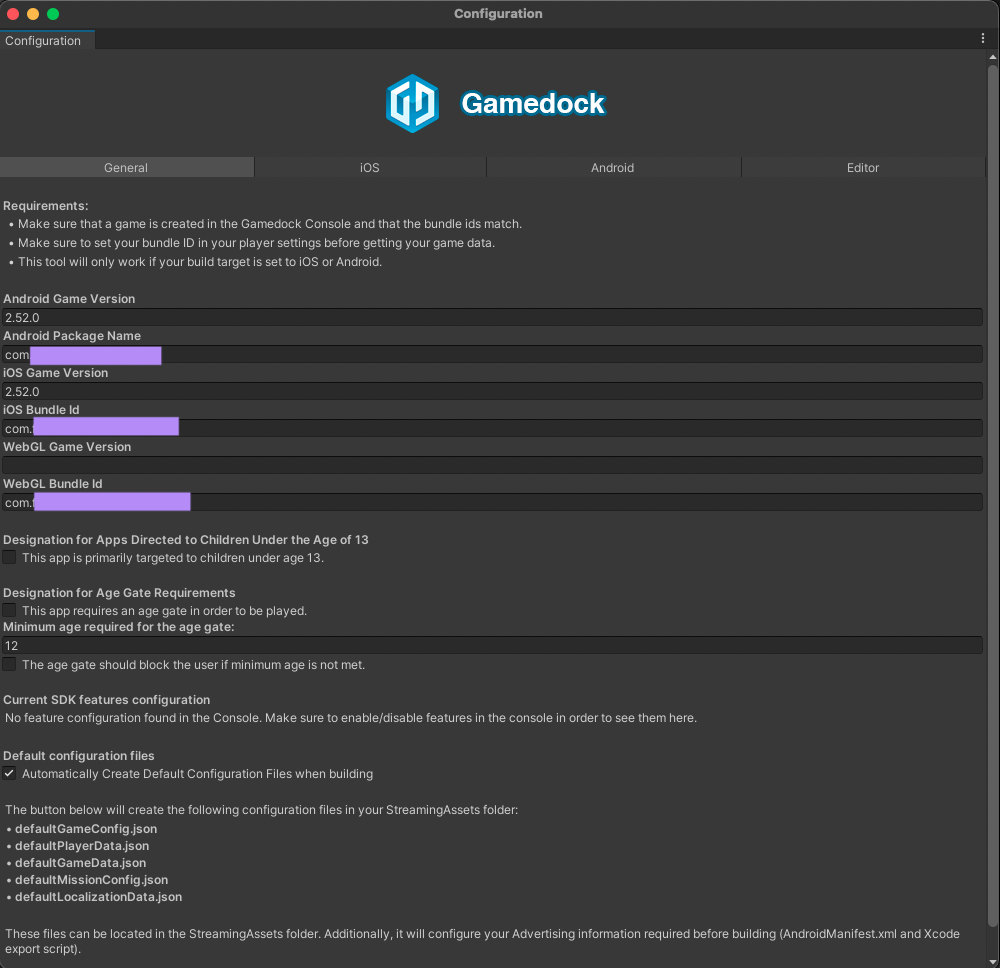 Configuration
Configuration
Gamedock
General iOS Android Editor
Requirements:
• Make sure that a game is created in the Gamedock Console and that the bundle ids match.
• Make sure to set your bundle ID in your player settings before getting your game data.
• This tool will only work if your build target is set to iOS or Android.
Android Game Version
2.52.0
Android Package Name
com.
iOS Game Version
2.52.0
iOS Bundle Id
com.
WebGL Game Version
WebGL Bundle Id
com.
Designation for Apps Directed to Children Under the Age of 13
This app is primarily targeted to children under age 13.
Designation for Age Gate Requirements
This app requires an age gate in order to be played.
Minimum age required for the age gate:
12
The age gate should block the user if minimum age is not met.
Current SDK features configuration
No feature configuration found in the Console. Make sure to enable/disable features in the console in order to see them here.
Default configuration files
Automatically Create Default Configuration Files when building
The button below will create the following configuration files in your StreamingAssets folder:
• defaultGameConfig.json
• defaultPlayerData.json
• defaultGameData.json
• defaultMissionConfig.json
• defaultLocalizationData.json
These files can be located in the StreamingAssets folder. Additionally, it will configure your Advertising information required before building (AndroidManifest.xml and Xcode
export script).